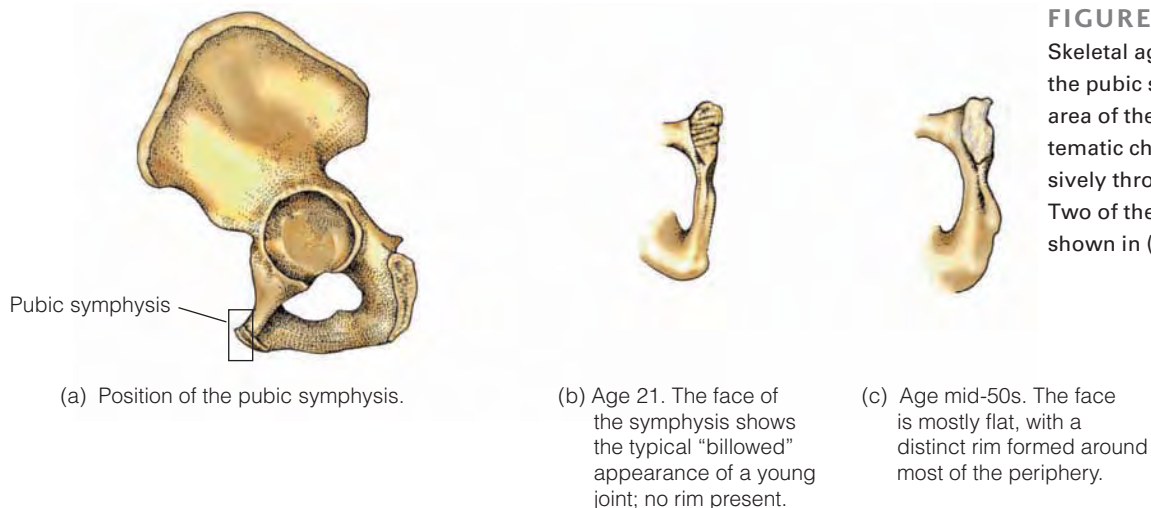 FIGURE
Skeletal ag
the pubic s
area of the
tematic ch
sively thro
Two of the
shown in (
Pubic symphysis
(a) Position of the pubic symphysis.
(b) Age 21. The face of
the symphysis shows
the typical “billowed”
appearance of a young
joint; no rim present.
(c) Age mid-50s. The face
is mostly flat, with a
distinct rim formed around
most of the periphery.